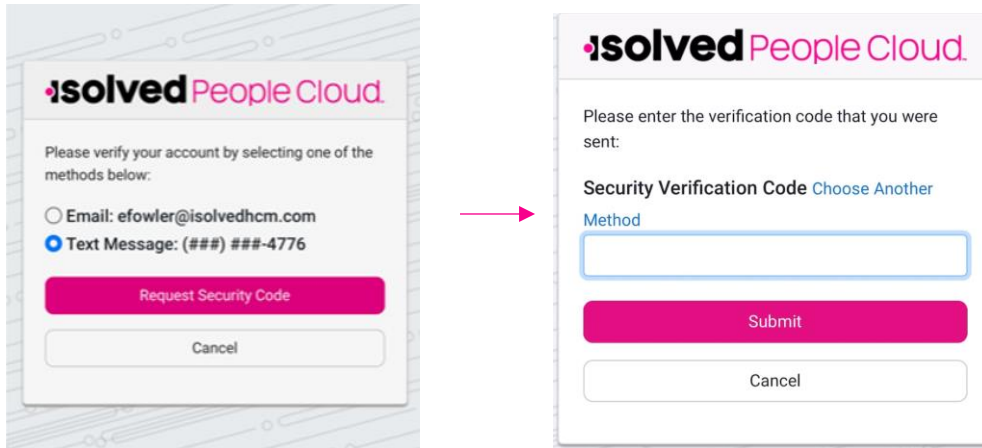 isolved People Cloud.
Please verify your account by selecting one of the
methods below:
Email: efowler@isolvedhcm.com
Text Message: (###) ###-4776
Request Security Code
Cancel
isolved People Cloud.
Please enter the verification code that you were
sent:
Security Verification Code Choose Another
Method
Submit
Cancel